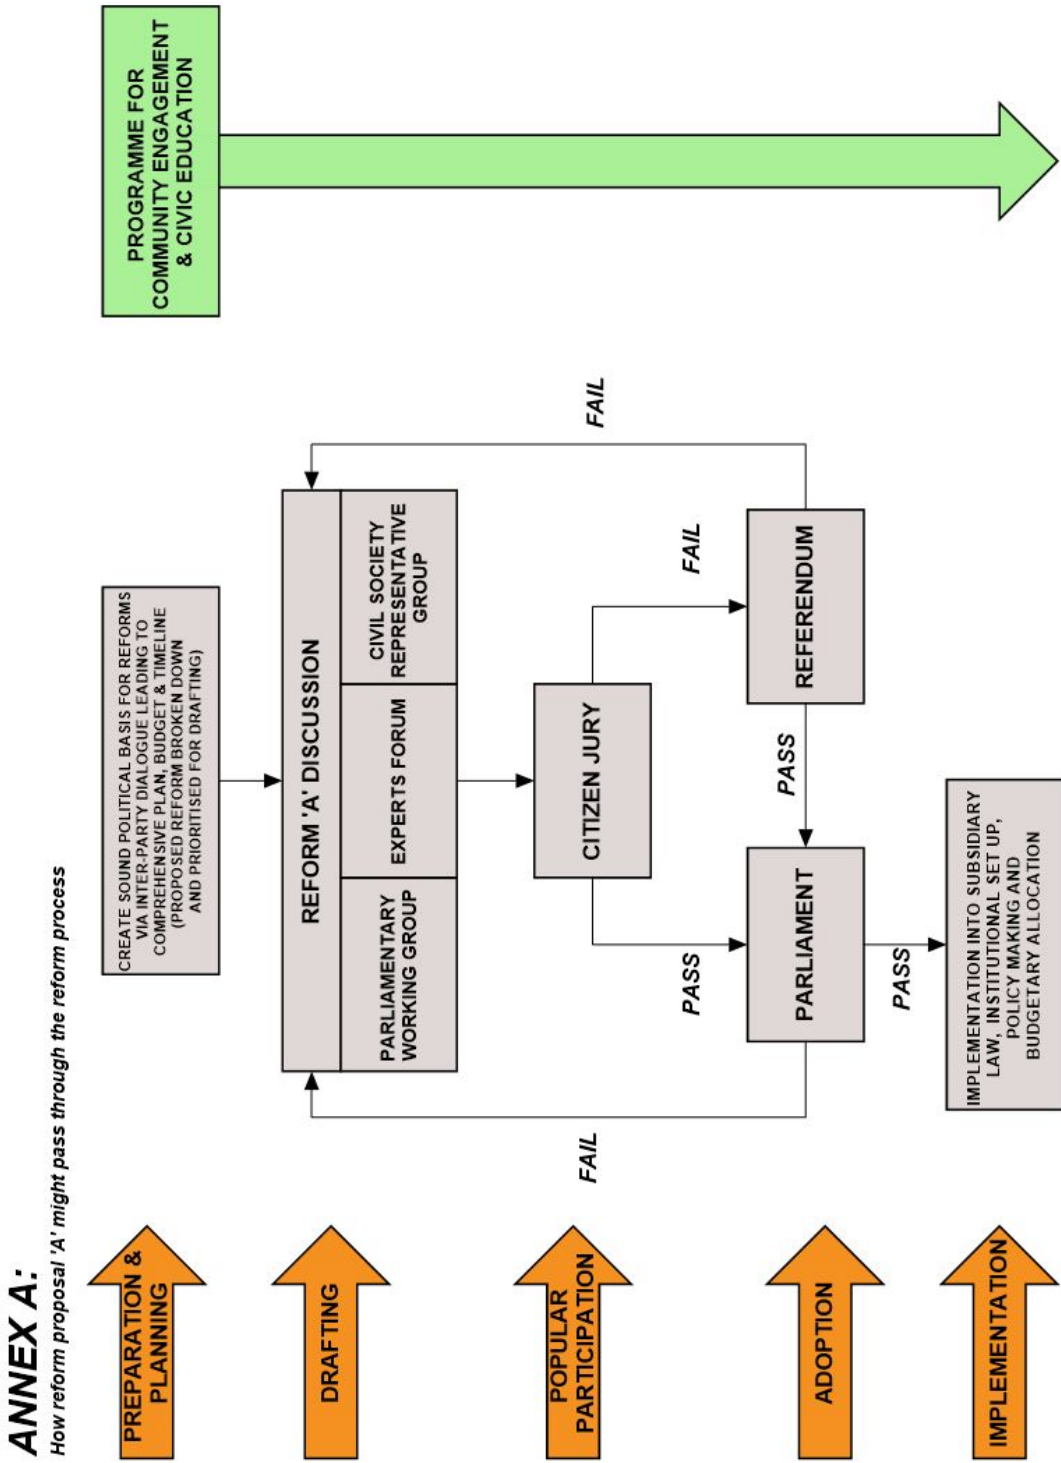 ANNEX A:
How reform proposal 'A' might pass through the reform process
PREPARATION &
PLANNING
CREATE SOUND POLITICAL BASIS FOR REFORMS
VIA INTER-PARTY DIALOGUE LEADING TO
COMPREHENSIVE PLAN, BUDGET & TIMELINE
(PROPOSED REFORM BROKEN DOWN
AND PRIORITISED FOR DRAFTING)
PROGRAMME FOR
COMMUNITY ENGAGEMENT
& CIVIC EDUCATION
DRAFTING
REFORM 'A' DISCUSSION
PARLIAMENTARY
WORKING GROUP
EXPERTS FORUM
CIVIL SOCIETY
REPRESENTATIVE
GROUP
POPULAR
PARTICIPATION
FAIL
CITIZEN JURY
FAIL
PASS
FAIL
ADOPTION
PARLIAMENT
PASS
REFERENDUM
PASS
IMPLEMENTATION
IMPLEMENTATION INTO SUBSIDIARY
LAW, INSTITUTIONAL SET UP,
POLICY MAKING AND
BUDGETARY ALLOCATION